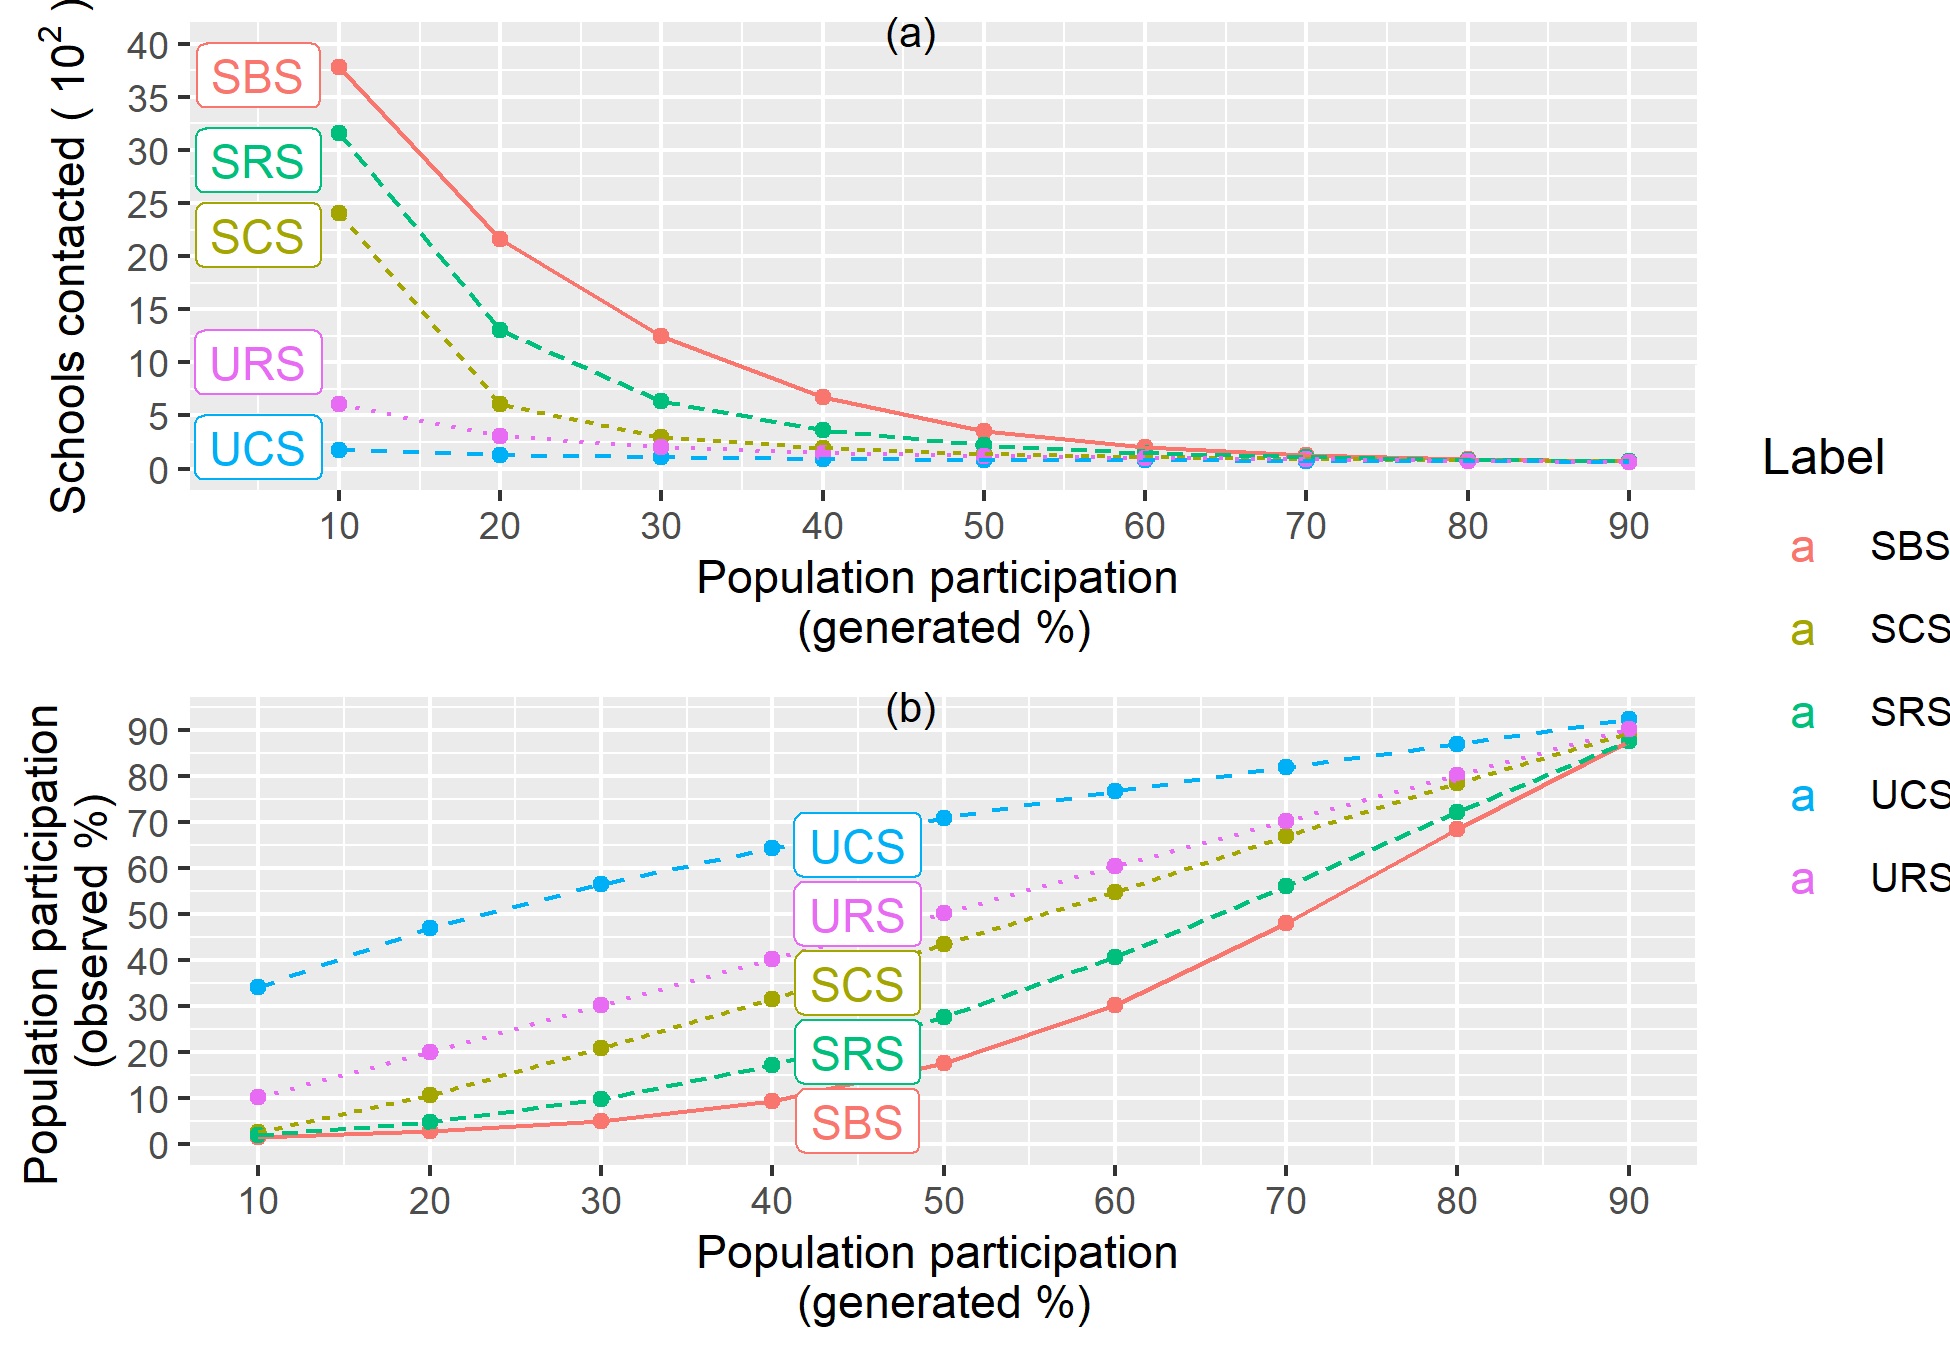 (a)
Schools contacted ( 10² )
40
35
30
25
20
15
10
5
0
SBS
SRS
SCS
URS
UCS
10 20 30 40 50 60 70 80 90
Population participation
(generated %)
(b)
Population participation
(observed %)
90
80
70
60
50
40
30
20
10
0
UCS
URS
SCS
SRS
SBS
10 20 30 40 50 60 70 80 90
Population participation
(generated %)
Label
a SBS
a SCS
a SRS
a UCS
a URS